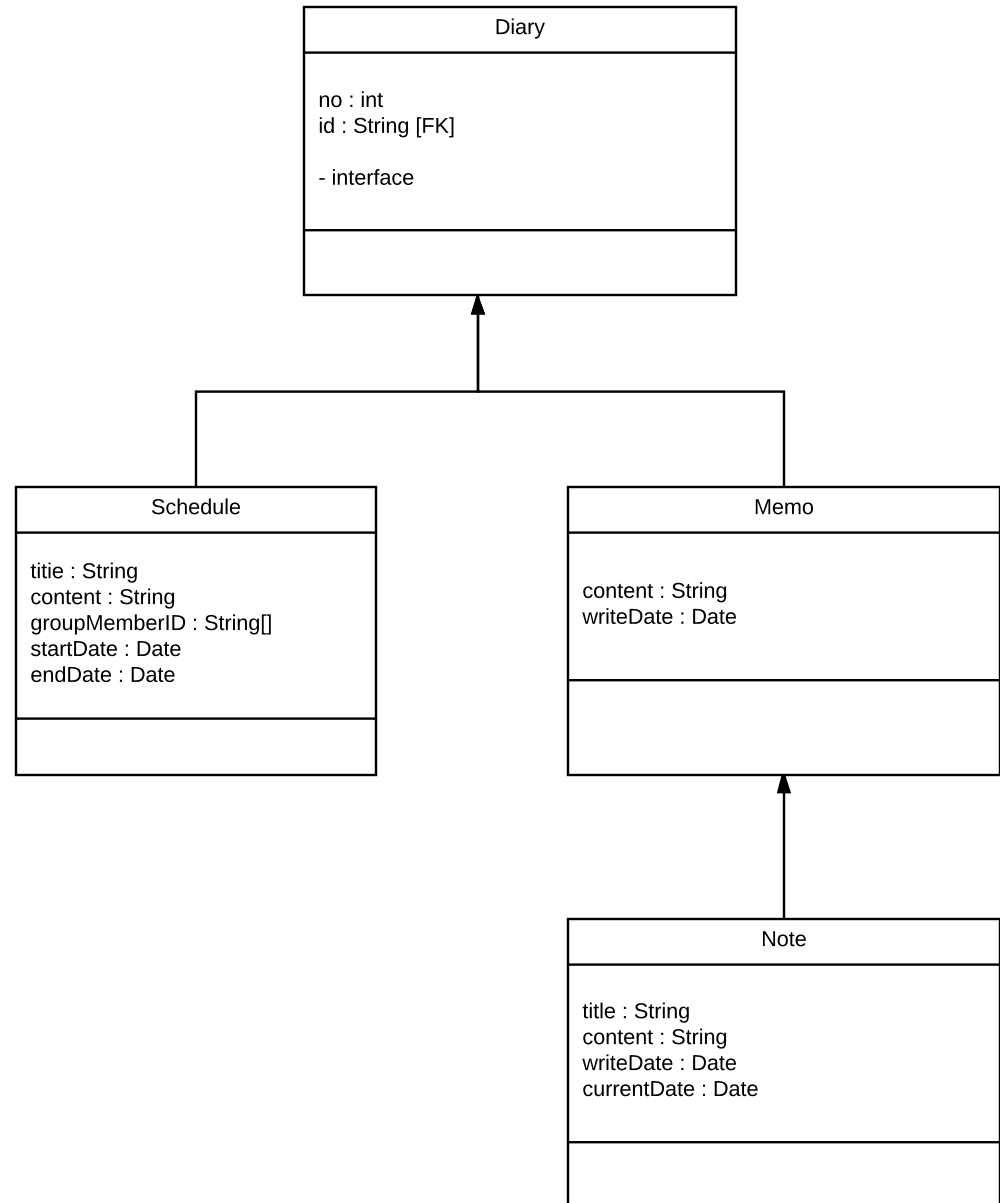 Diary
no : int
id : String [FK]
- interface
Schedule
titie : String
content : String
groupMemberID : String[]
startDate : Date
endDate : Date
Memo
content : String
writeDate : Date
Note
title : String
content : String
writeDate : Date
currentDate : Date